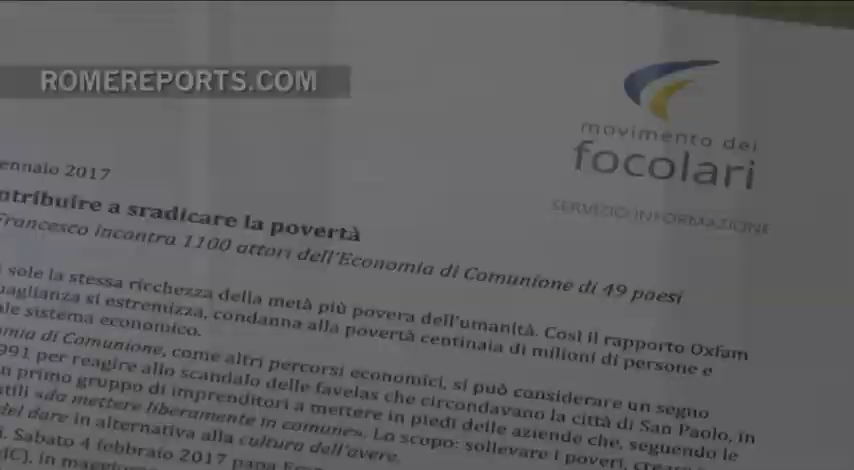 ROMEREPORTS.COM
movimento dei
focolari
SERVIZIO INFORMAZIONE
ennaio 2017
ntribuire a sradicare la povertà
Francesco incontra 1100 attori dell'Economia di Comunione di 49 paesi
sole la stessa ricchezza della metà più povera dell'umanità. Così il rapporto Oxfam
uaglianza si estremizza, condanna alla povertà centinaia di milioni di persone e
ale sistema economico.
omia di Comunione, come altri percorsi economici, si può considerare un segno
991 per reagire allo scandalo delle favelas che circondavano la città di San Paolo, in
un primo gruppo di imprenditori a mettere in piedi delle aziende che, seguendo le
utili «da mettere liberamente in comune». Lo scopo: sollevare i poveri,
del dare in alternativa alla cultura dell'avere.
i. Sabato 4 febbraio 2017 papa
in